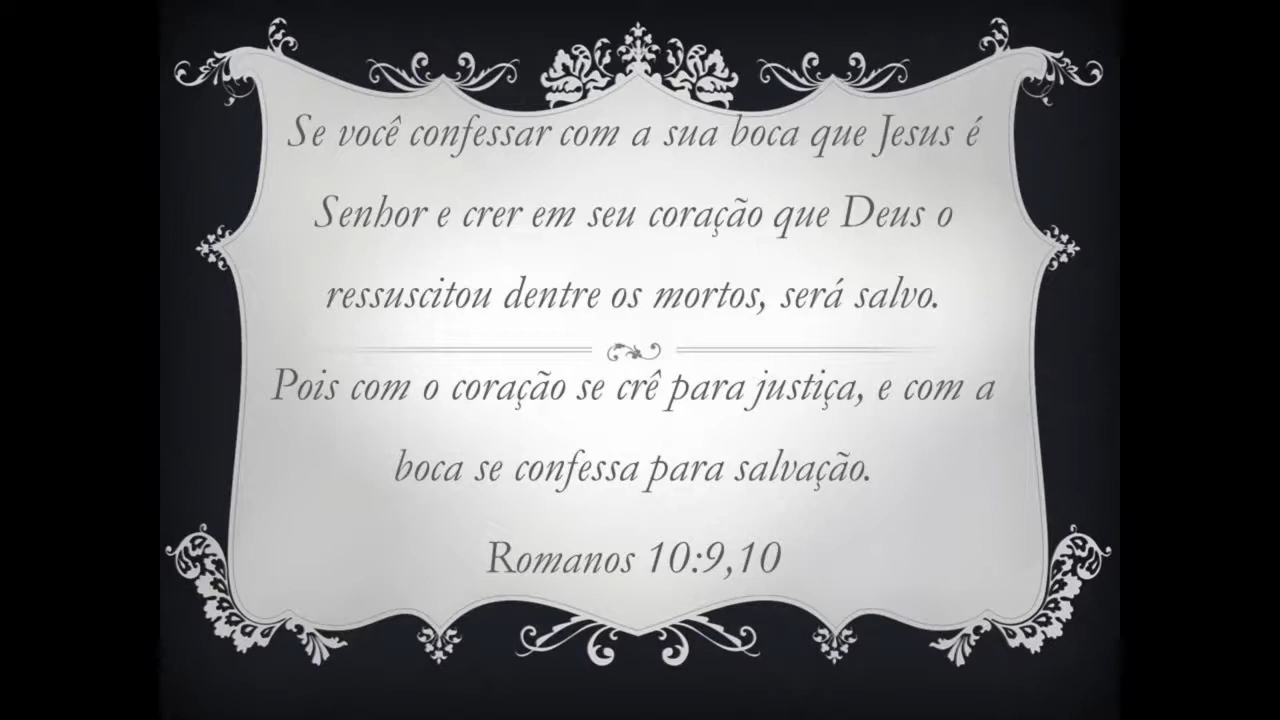 Se você confessar com a sua boca que Jesus é
Senhor e crer em seu coração que Deus o
ressuscitou dentre os mortos, será salvo.
Pois com o coração se crê para justiça, e com a
boca se confessa para salvação.
Romanos 10:9,10